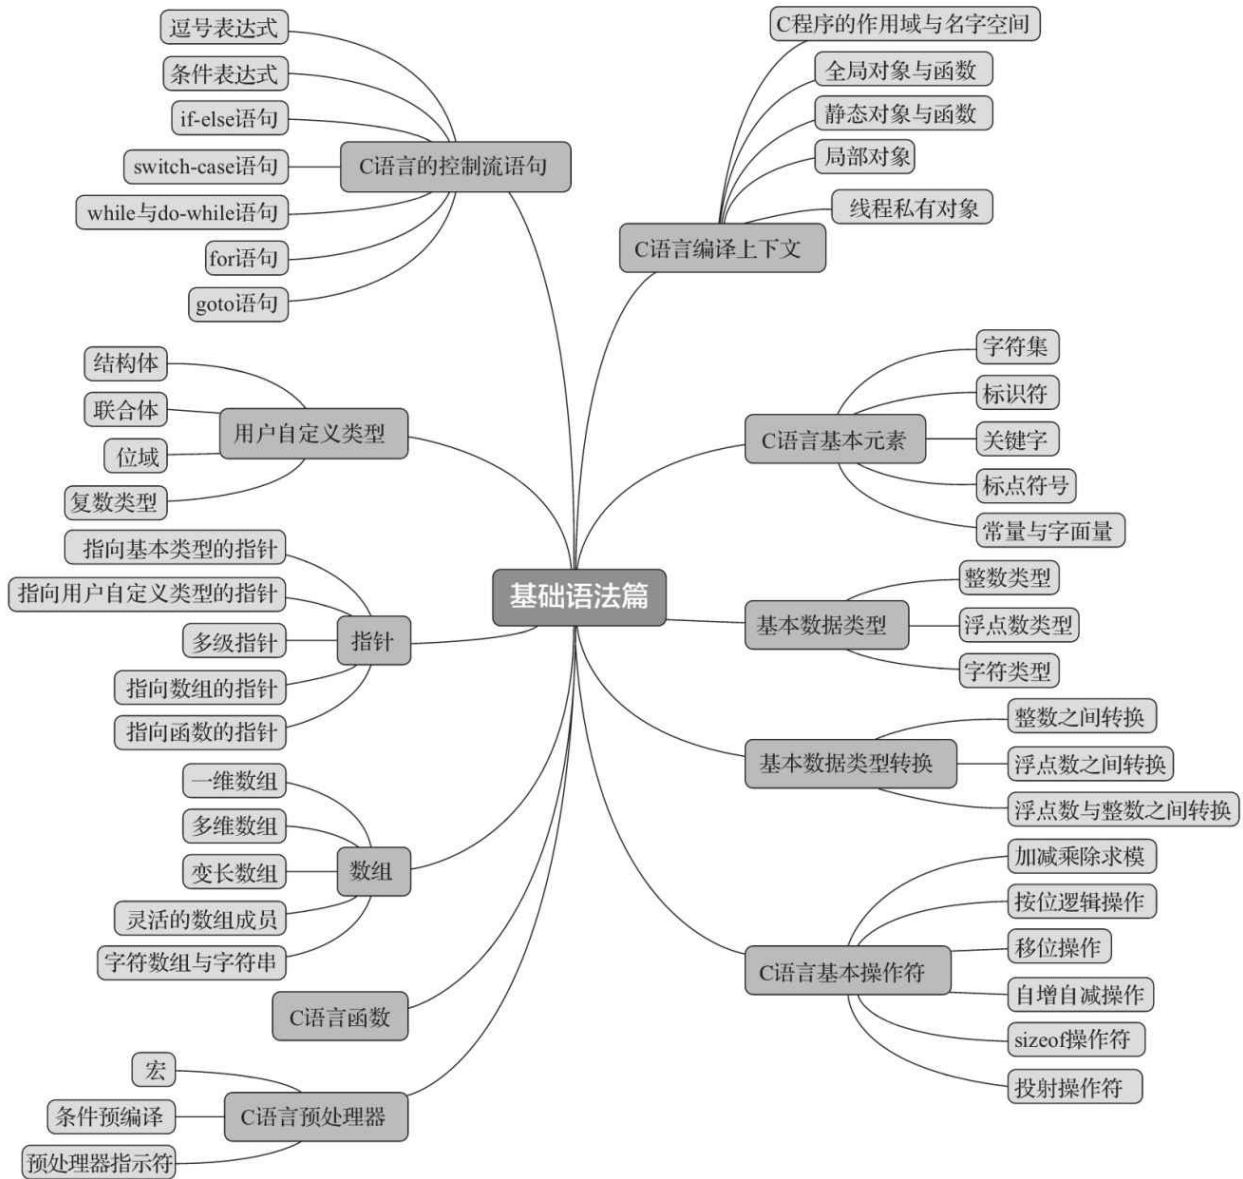 基础语法篇
C语言的控制流语句
逗号表达式
条件表达式
if-else语句
switch-case语句
while与do-while语句
for语句
goto语句
用户自定义类型
结构体
联合体
位域
复数类型
指针
指向基本类型的指针
指向用户自定义类型的指针
多级指针
指向数组的指针
指向函数的指针
数组
一维数组
多维数组
变长数组
灵活的数组成员
字符数组与字符串
C语言函数
C语言预处理器
宏
条件预编译
预处理器指示符
C语言编译上下文
C程序的作用域与名字空间
全局对象与函数
静态对象与函数
局部对象
线程私有对象
C语言基本元素
字符集
标识符
关键字
标点符号
常量与字面量
基本数据类型
整数类型
浮点数类型
字符类型
基本数据类型转换
整数之间转换
浮点数之间转换
浮点数与整数之间转换
C语言基本操作符
加减乘除求模
按位逻辑操作
移位操作
自增自减操作
sizeof操作符
投射操作符